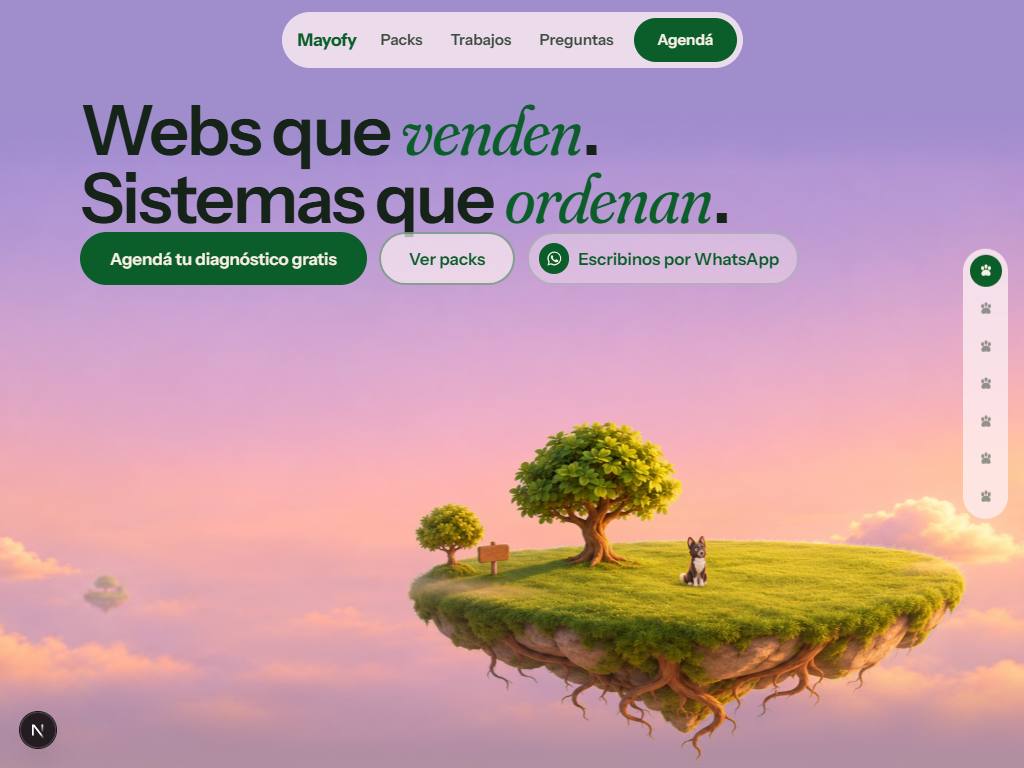 Mayofy Packs Trabajos Preguntas Agendá
Webs que venden.
Sistemas que ordenan.
Agendá tu diagnóstico gratis Ver packs Escribinos por WhatsApp
N